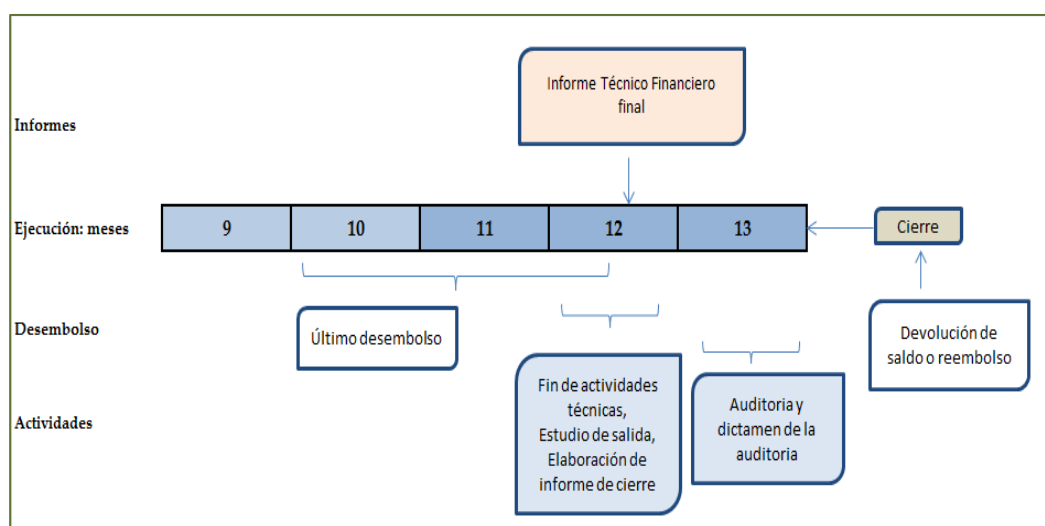 Informe Técnico Financiero
final
Informes
Ejecución: meses
9
10
11
12
13
Cierre
Desembolso
Último desembolso
Devolución de
saldo o reembolso
Actividades
Fin de actividades
técnicas,
Estudio de salida,
Elaboración de
informe de cierre
Auditoria y
dictamen de la
auditoria